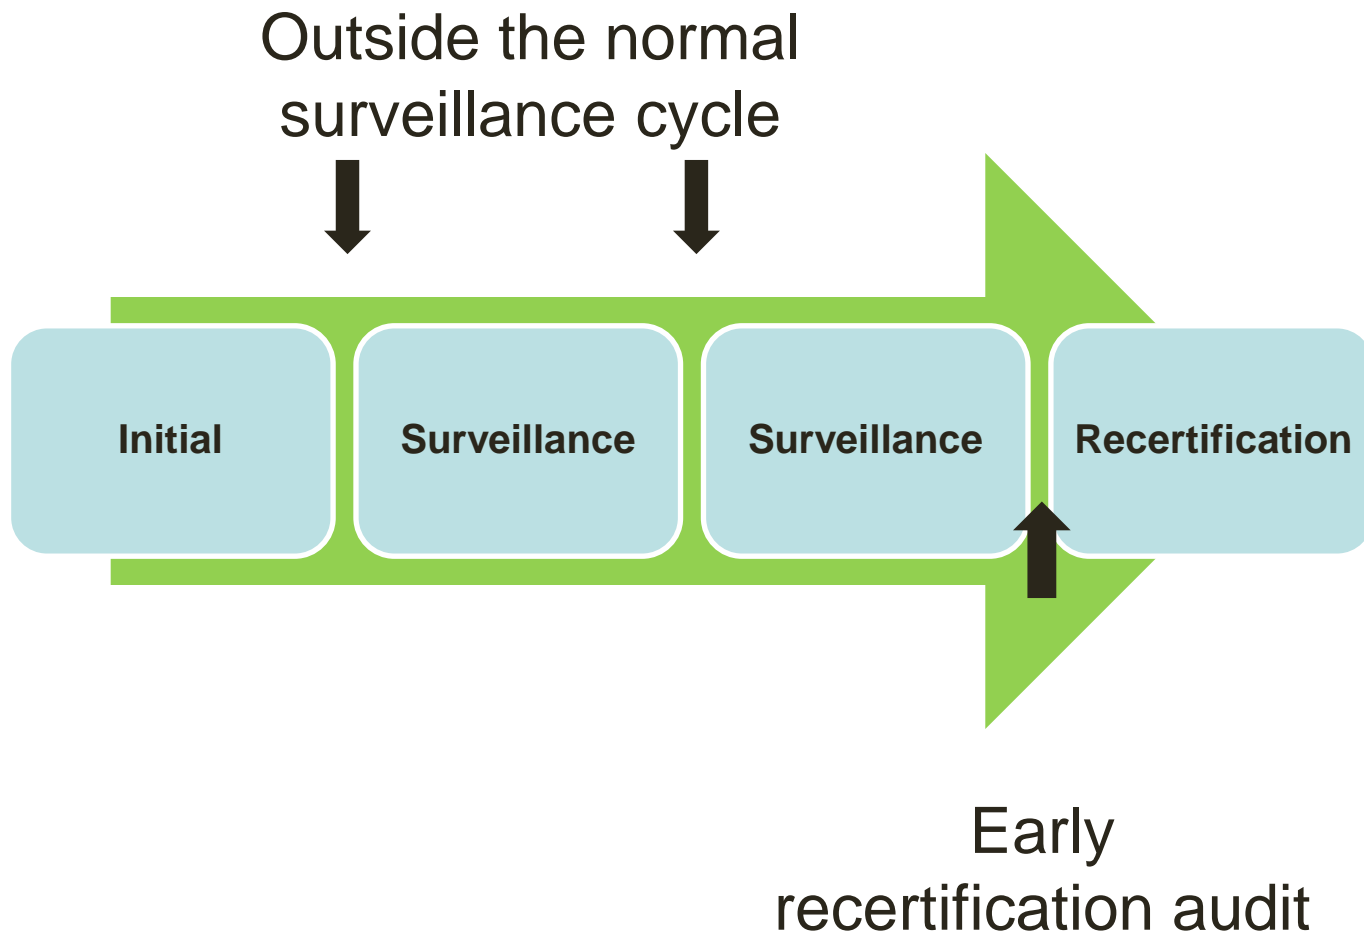 Outside the normal
surveillance cycle
Initial
Surveillance
Surveillance
Recertification
Early
recertification audit